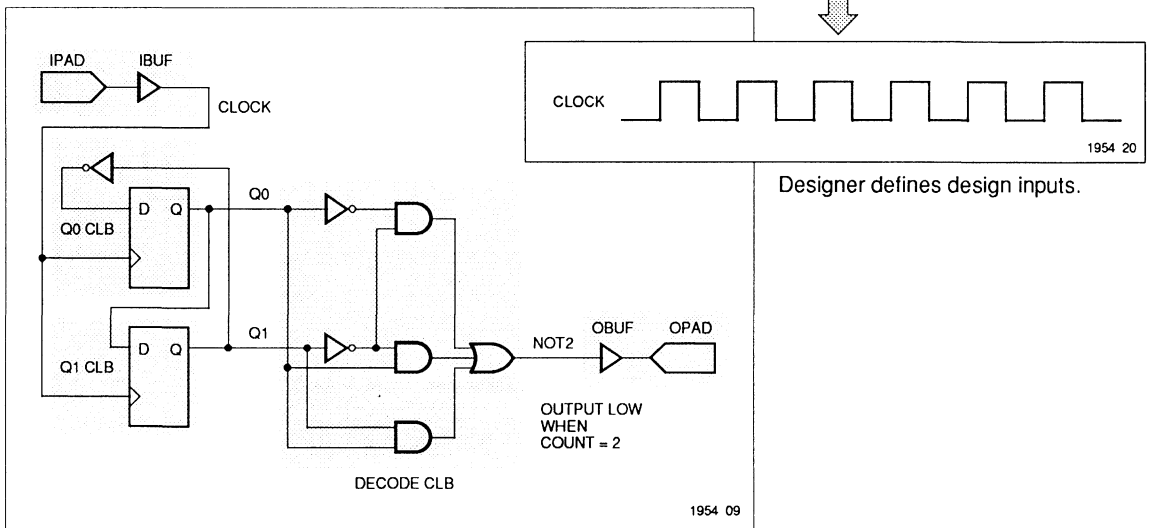 IPAD IBUF
CLOCK
CLOCK
1954 20
Designer defines design inputs.
D Q
Q0
Q0 CLB
D Q
Q1
Q1 CLB
NOT2
OBUF OPAD
OUTPUT LOW
WHEN
COUNT = 2
DECODE CLB
1954 09